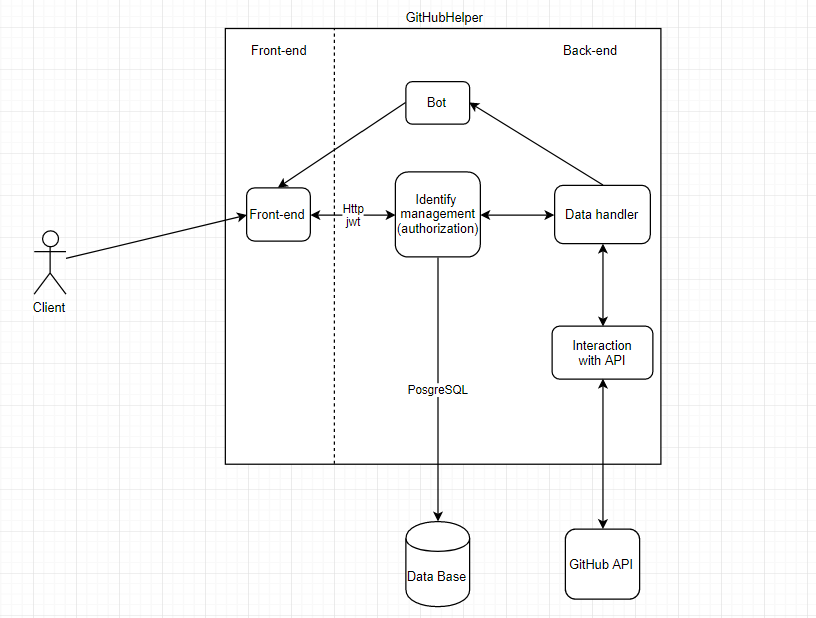 GitHubHelper
Front-end
Back-end
Bot
Identify
management
(authorization)
Front-end
Http
jwt
Data handler
Client
Interaction
with API
PosgreSQL
Data Base
GitHub API